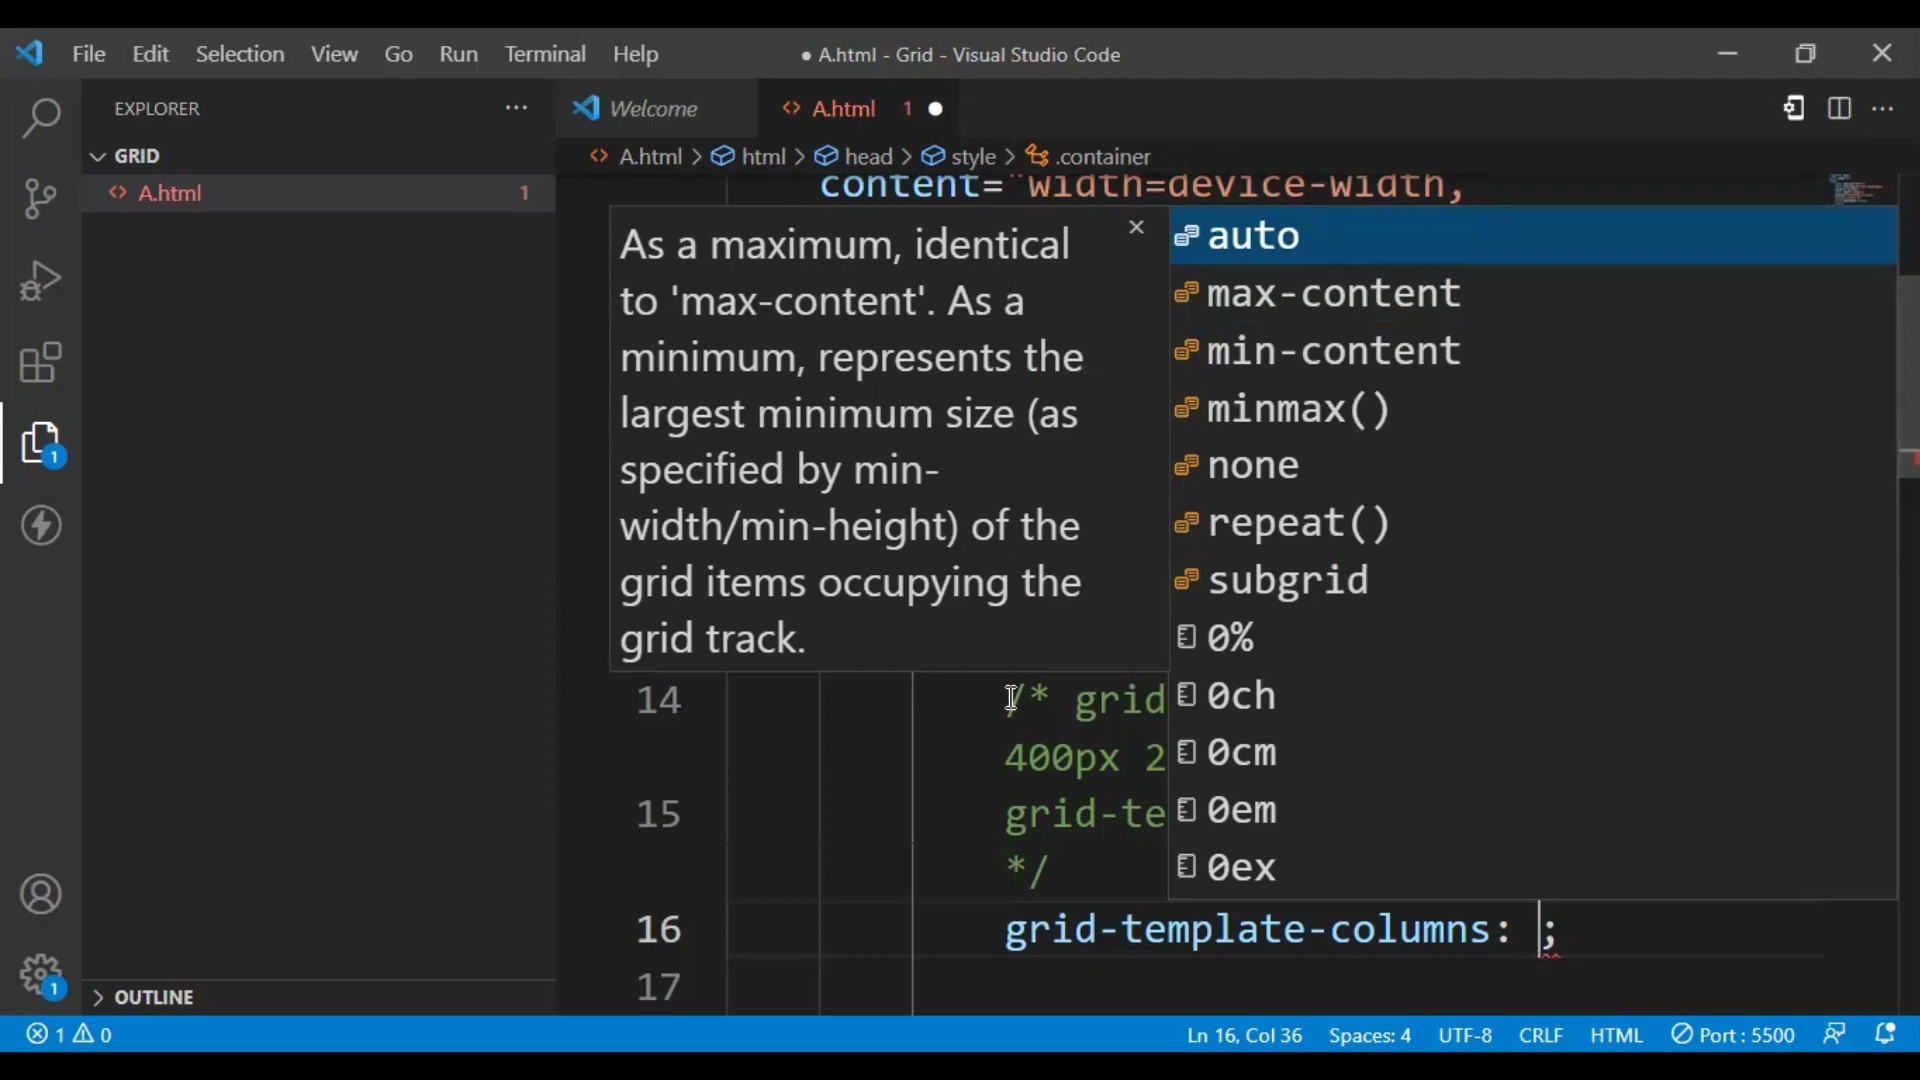 File Edit Selection View Go Run Terminal Help
● A.html - Grid - Visual Studio Code
EXPLORER
Welcome
A.html 1
GRID
A.html > html > head > style > .container
A.html 1
content="width=device-width,
As a maximum, identical
to 'max-content'. As a
minimum, represents the
largest minimum size (as
specified by min-
width/min-height) of the
grid items occupying the
grid track.
auto
max-content
min-content
minmax()
none
repeat()
subgrid
0%
0ch
0cm
0em
0ex
14 /* grid
400px 2
15 grid-te
*/
16 grid-template-columns: ;
17
1
1
OUTLINE
1 0
Ln 16, Col 36 Spaces: 4 UTF-8 CRLF HTML Port : 5500